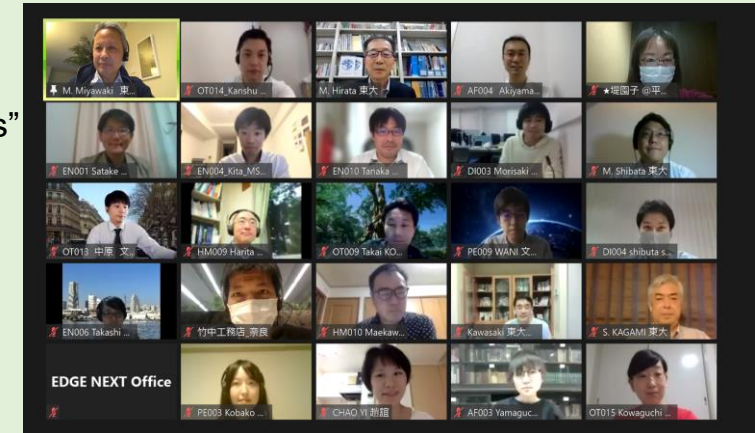 s”
M. Miyawaki 東...
OT014_Kanshu ...
M. Hirata 東大
AF004 Akiyama...
★堤園子 @平...
EN001 Satake ...
EN004_Kita_MS...
EN010 Tanaka ...
DI003 Morisaki ...
M. Shibata 東大
OT013 中原 文...
HM009 Harita ...
OT009 Takai KO...
PE009 WANI 文...
DI004 shibuta s...
EN006 Takashi ...
竹中工務店_奈良
HM010 Maekaw...
Kawasaki 東大...
S. KAGAMI 東大
EDGE NEXT Office
PE003 Kobako ...
CHAO YI 趙誼
AF003 Yamaguc...
OT015 Kowaguchi ...